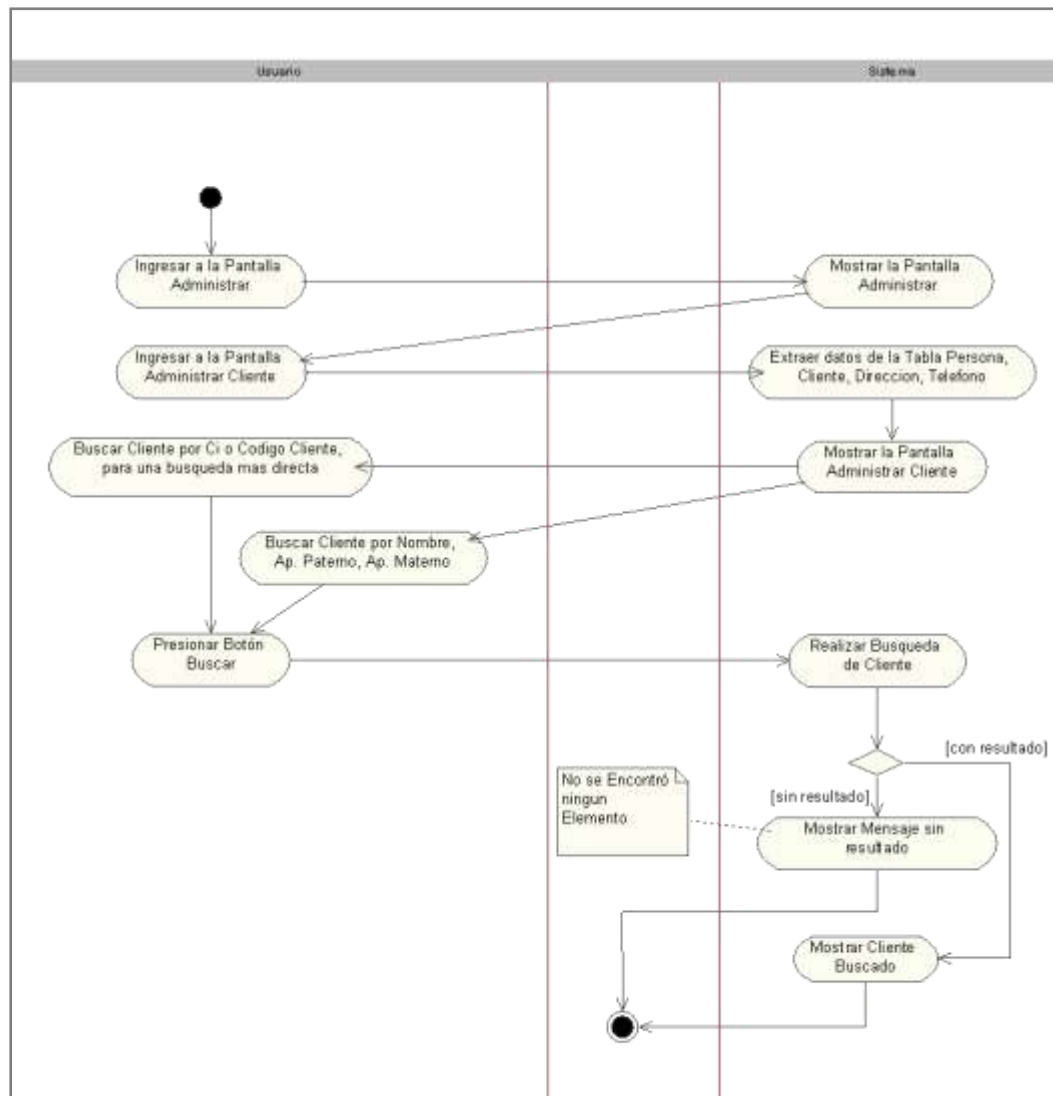 Usuario
Sistema
Ingresar a la Pantalla
Administrar
Mostrar la Pantalla
Administrar
Ingresar a la Pantalla
Administrar Cliente
Extraer datos de la Tabla Persona,
Cliente, Direccion, Telefono
Buscar Cliente por Ci o Codigo Cliente,
para una busqueda mas directa
Mostrar la Pantalla
Administrar Cliente
Buscar Cliente por Nombre,
Ap. Paterno, Ap. Materno
Presionar Botón
Buscar
Realizar Busqueda
de Cliente
[con resultado]
No se Encontró
ningun
Elemento
[sin resultado]
Mostrar Mensaje sin
resultado
Mostrar Cliente
Buscado